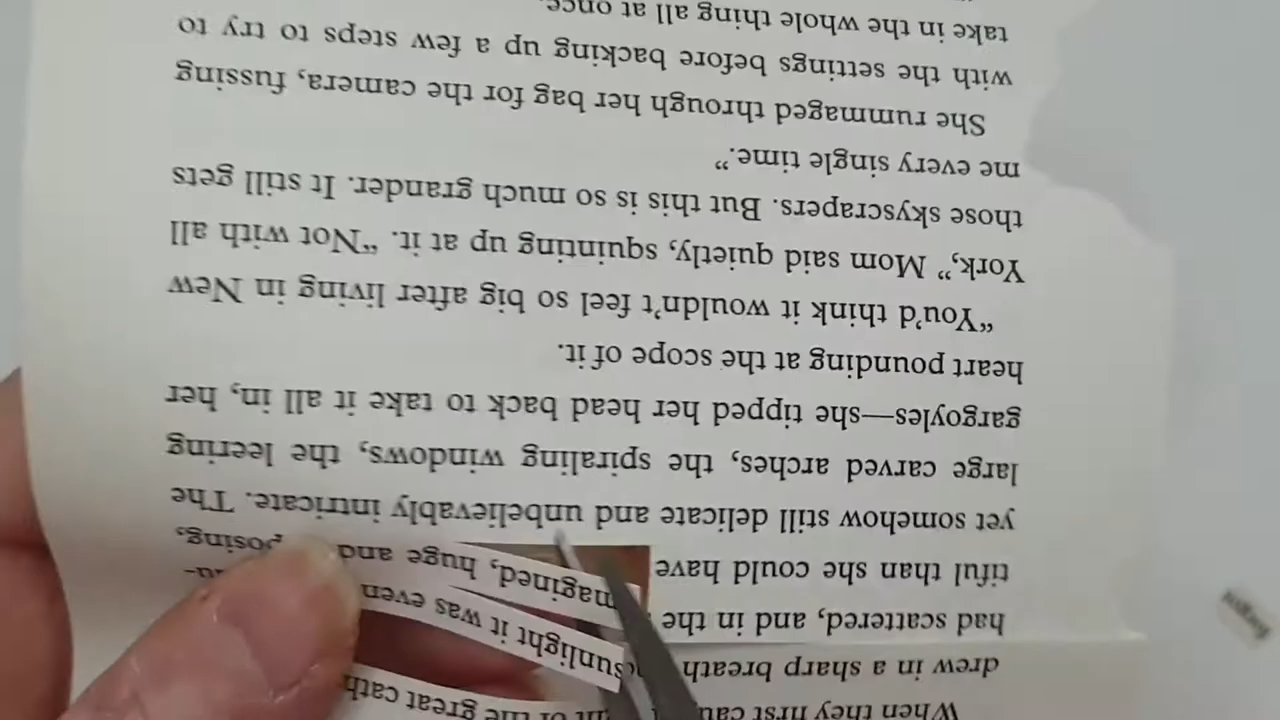 When they first of the great
drew in a sharp breath
had scattered, and in the sunlight it was even
tiful than she could have magined, huge and posing,
yet somehow still delicate and unbelievably intricate. The
large carved arches, the spiraling windows, the leering
gargoyles—she tipped her head back to take it all in, her
heart pounding at the scope of it.
“You’d think it wouldn’t feel so big after living in New
York,” Mom said quietly, squinting up at it. “Not with all
those skyscrapers. But this is so much grander. It still gets
me every single time.”
She rummaged through her bag for the camera, fussing
with the settings before backing up a few steps to try to
take in the whole thing all at once.